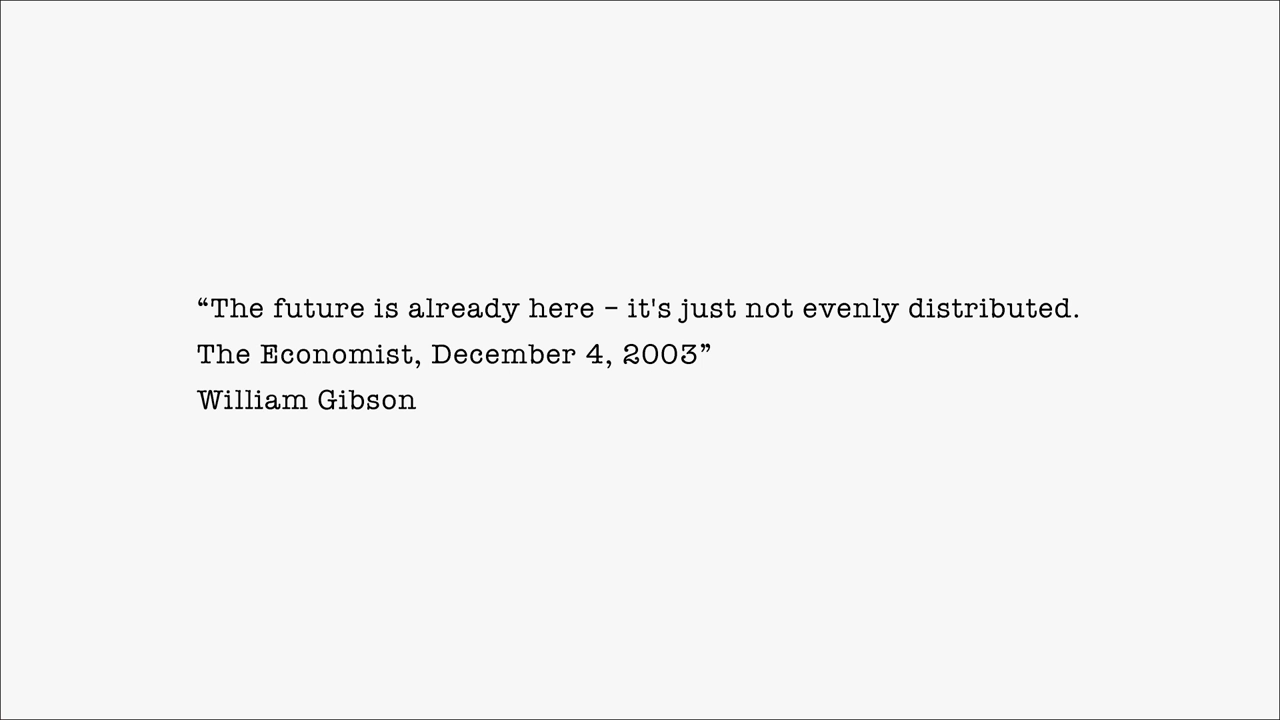 “The future is already here – it's just not evenly distributed.
The Economist, December 4, 2003”
William Gibson